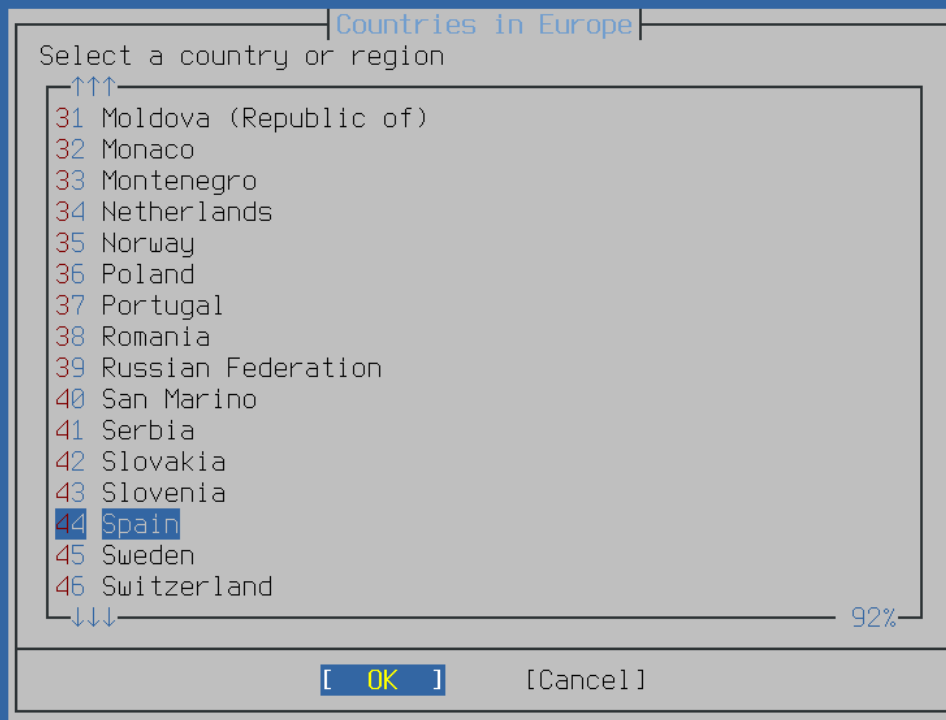 Countries in Europe
Select a country or region
↑↑↑
31 Moldova (Republic of)
32 Monaco
33 Montenegro
34 Netherlands
35 Norway
36 Poland
37 Portugal
38 Romania
39 Russian Federation
40 San Marino
41 Serbia
42 Slovakia
43 Slovenia
44 Spain
45 Sweden
46 Switzerland
↓↓↓ 92%
[ OK ] [Cancel]